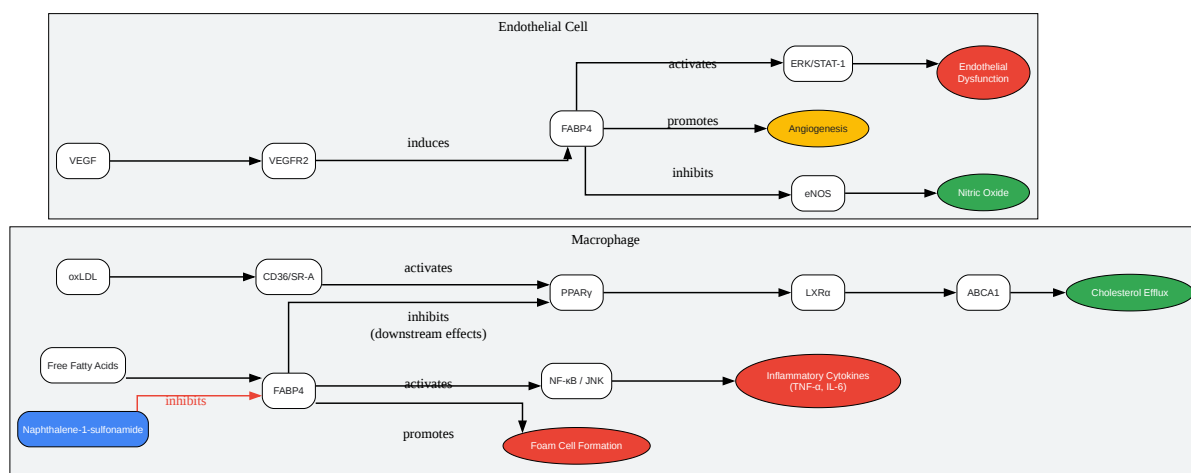 Endothelial Cell
activates
ERK/STAT-1
Endothelial
Dysfunction
FABP4
promotes
Angiogenesis
VEGF
VEGFR2
induces
inhibits
eNOS
Nitric Oxide
Macrophage
oxLDL
CD36/SR-A
activates
PPARγ
LXRα
ABCA1
Cholesterol Efflux
inhibits
(downstream effects)
Free Fatty Acids
FABP4
activates
NF-κB / JNK
Inflammatory Cytokines
(TNF-α, IL-6)
inhibits
Naphthalene-1-sulfonamide
promotes
Foam Cell Formation